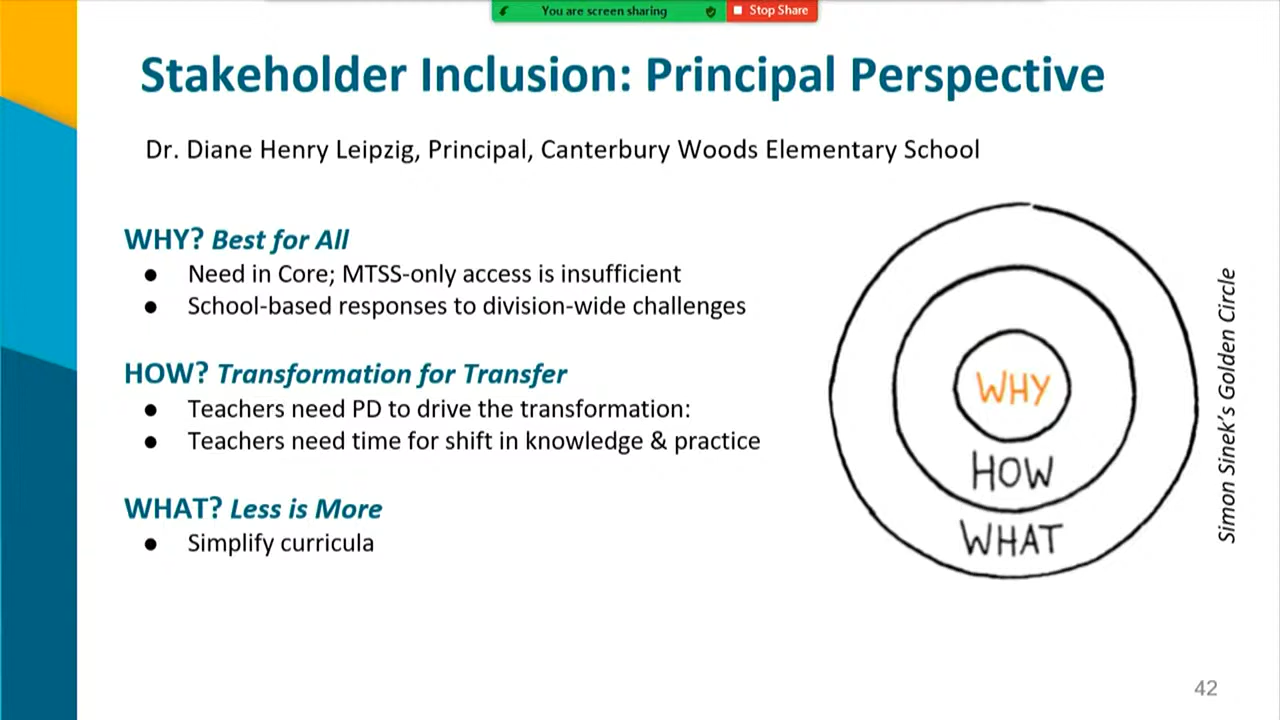 You are screen sharing
Stop Share
Stakeholder Inclusion: Principal Perspective
Dr. Diane Henry Leipzig, Principal, Canterbury Woods Elementary School
WHY? Best for All
● Need in Core; MTSS-only access is insufficient
● School-based responses to division-wide challenges
HOW? Transformation for Transfer
● Teachers need PD to drive the transformation:
● Teachers need time for shift in knowledge & practice
WHAT? Less is More
● Simplify curricula
WHY
HOW
WHAT
Simon Sinek's Golden Circle
42